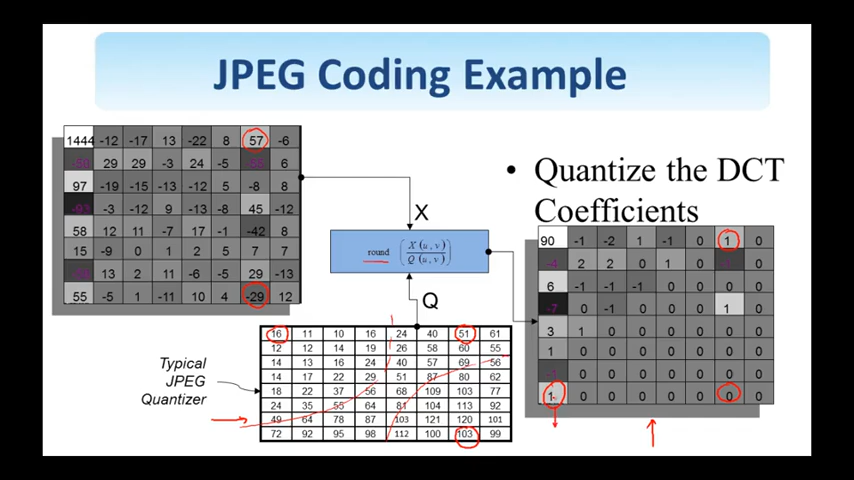 JPEG Coding Example
1444 -12 -17 13 -22 8 57 -6
29 29 -3 24 -5 6
97 -19 -15 -13 -12 5 -8 8
-3 -12 9 -13 -8 45 -12
58 12 11 -7 17 -1 -42 8
15 -9 0 1 2 5 7 7
13 2 11 -6 -5 29 -13
55 -5 1 -11 10 4 -29 12
• Quantize the DCT
Coefficients
X
round ( X (u, v) / Q (u, v) )
Q
90 -1 -2 1 -1 0 1 0
-4 2 2 0 1 0 0
6 -1 -1 -1 0 0 0 0
-7 0 -1 0 0 0 1 0
3 1 0 0 0 0 0 0
1 0 0 0 0 0 0 0
0 0 0 0 0 0 0
1 0 0 0 0 0 0 0
Typical
JPEG
Quantizer
16 11 10 16 24 40 51 61
12 12 14 19 26 58 60 55
14 13 16 24 40 57 69 56
14 17 22 29 51 87 80 62
18 22 37 56 68 109 103 77
24 35 55 64 81 104 113 92
49 64 78 87 103 121 120 101
72 92 95 98 112 100 103 99